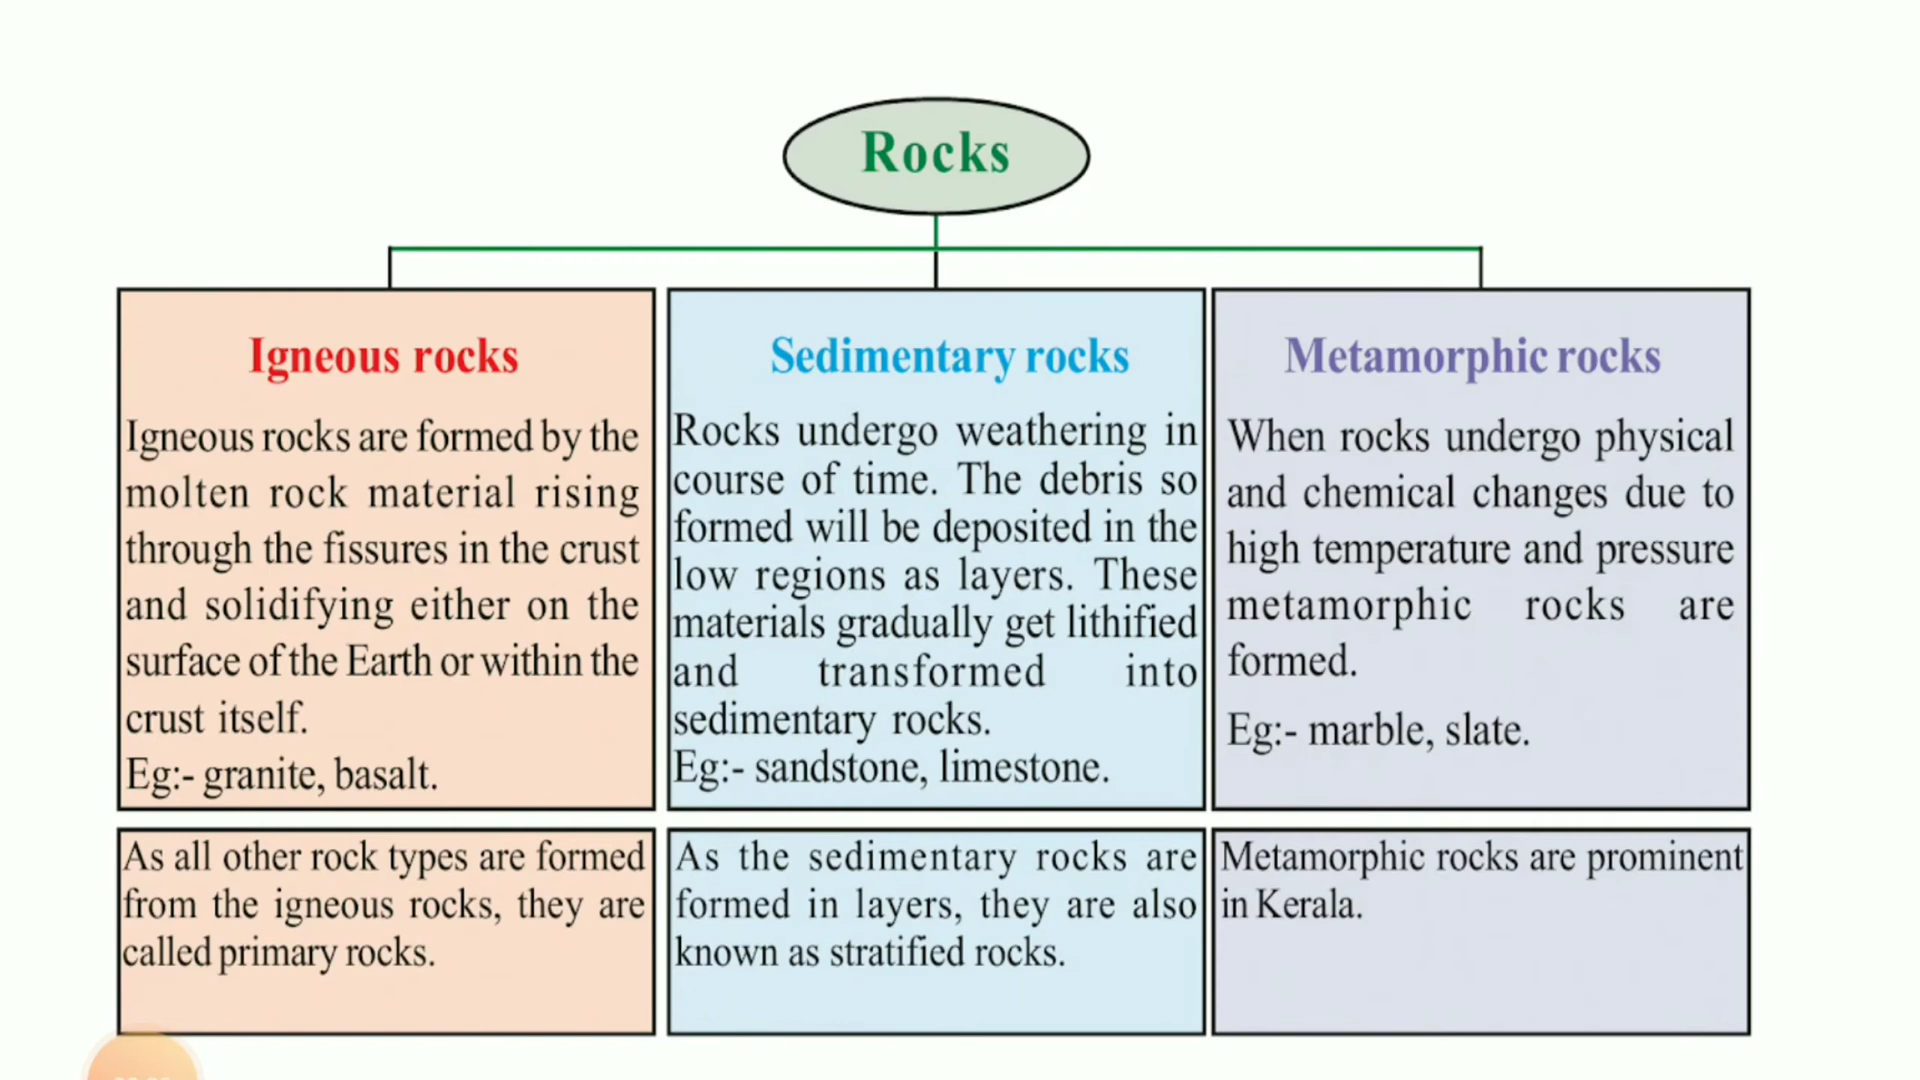 Rocks
Igneous rocks
Igneous rocks are formed by the
molten rock material rising
through the fissures in the crust
and solidifying either on the
surface of the Earth or within the
crust itself.
Eg:- granite, basalt.
As all other rock types are formed
from the igneous rocks, they are
called primary rocks.
Sedimentary rocks
Rocks undergo weathering in
course of time. The debris so
formed will be deposited in the
low regions as layers. These
materials gradually get lithified
and transformed into
sedimentary rocks.
Eg:- sandstone, limestone.
As the sedimentary rocks are
formed in layers, they are also
known as stratified rocks.
Metamorphic rocks
When rocks undergo physical
and chemical changes due to
high temperature and pressure
metamorphic rocks are
formed.
Eg:- marble, slate.
Metamorphic rocks are prominent
in Kerala.